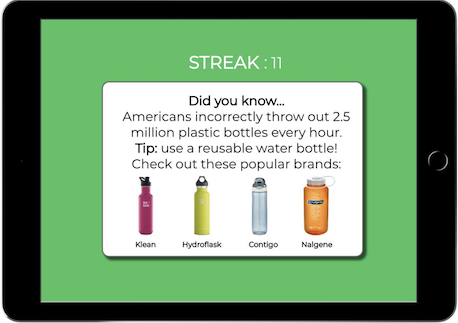 STREAK : 11
Did you know...
Americans incorrectly throw out 2.5
million plastic bottles every hour.
Tip: use a reusable water bottle!
Check out these popular brands:
Klean
Hydroflask
Contigo
Nalgene